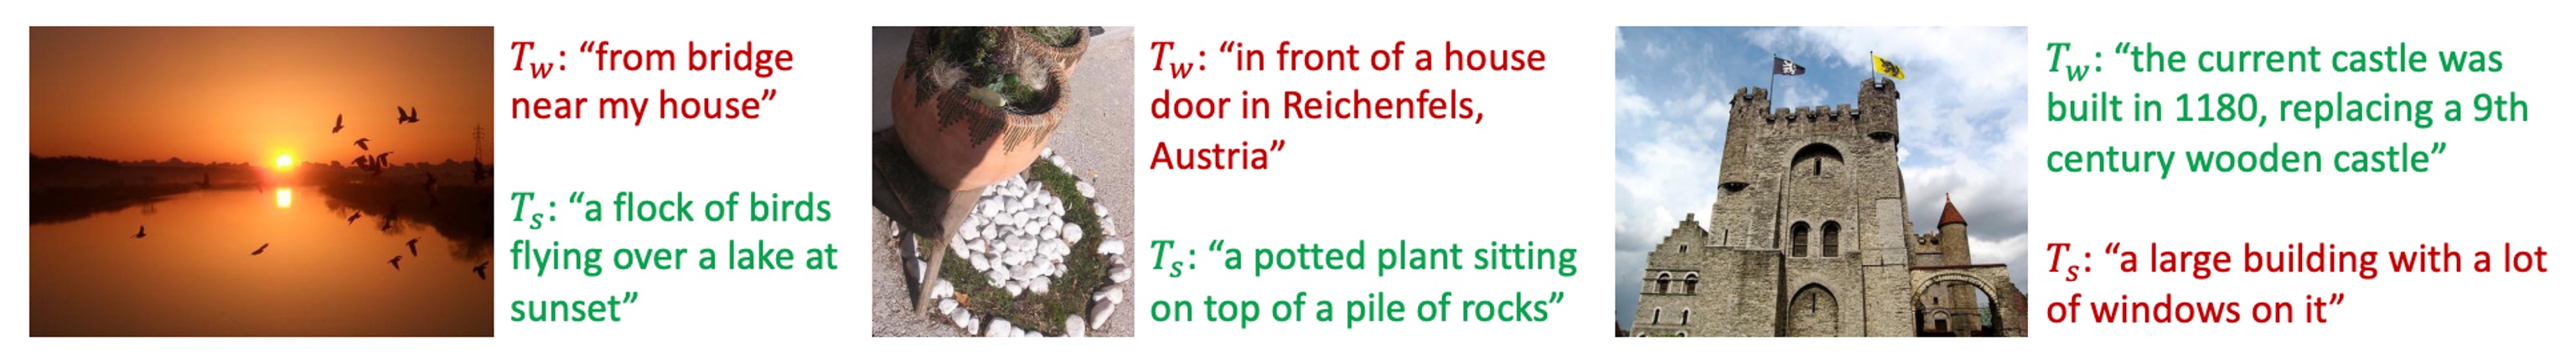 T_w: “from bridge
near my house”
T_s: “a flock of birds
flying over a lake at
sunset”
T_w: “in front of a house
door in Reichenfels,
Austria”
T_s: “a potted plant sitting
on top of a pile of rocks”
T_w: “the current castle was
built in 1180, replacing a 9th
century wooden castle”
T_s: “a large building with a lot
of windows on it”